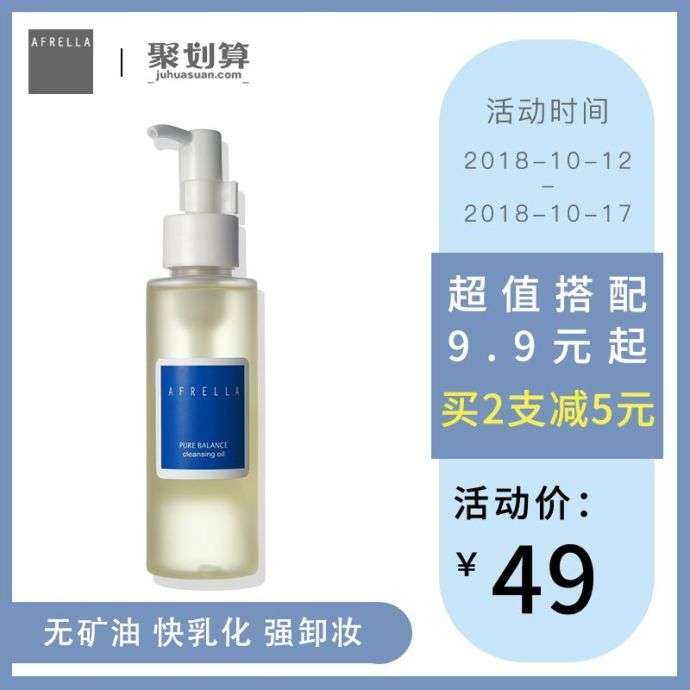 AFRELLA
聚划算
juhuasuan.com
活动时间
2018-10-12
-
2018-10-17
超值搭配
9.9元起
买2支减5元
活动价:
¥49
AFRELLA
PURE BALANCE
cleansing oil
无矿油 快乳化 强卸妆